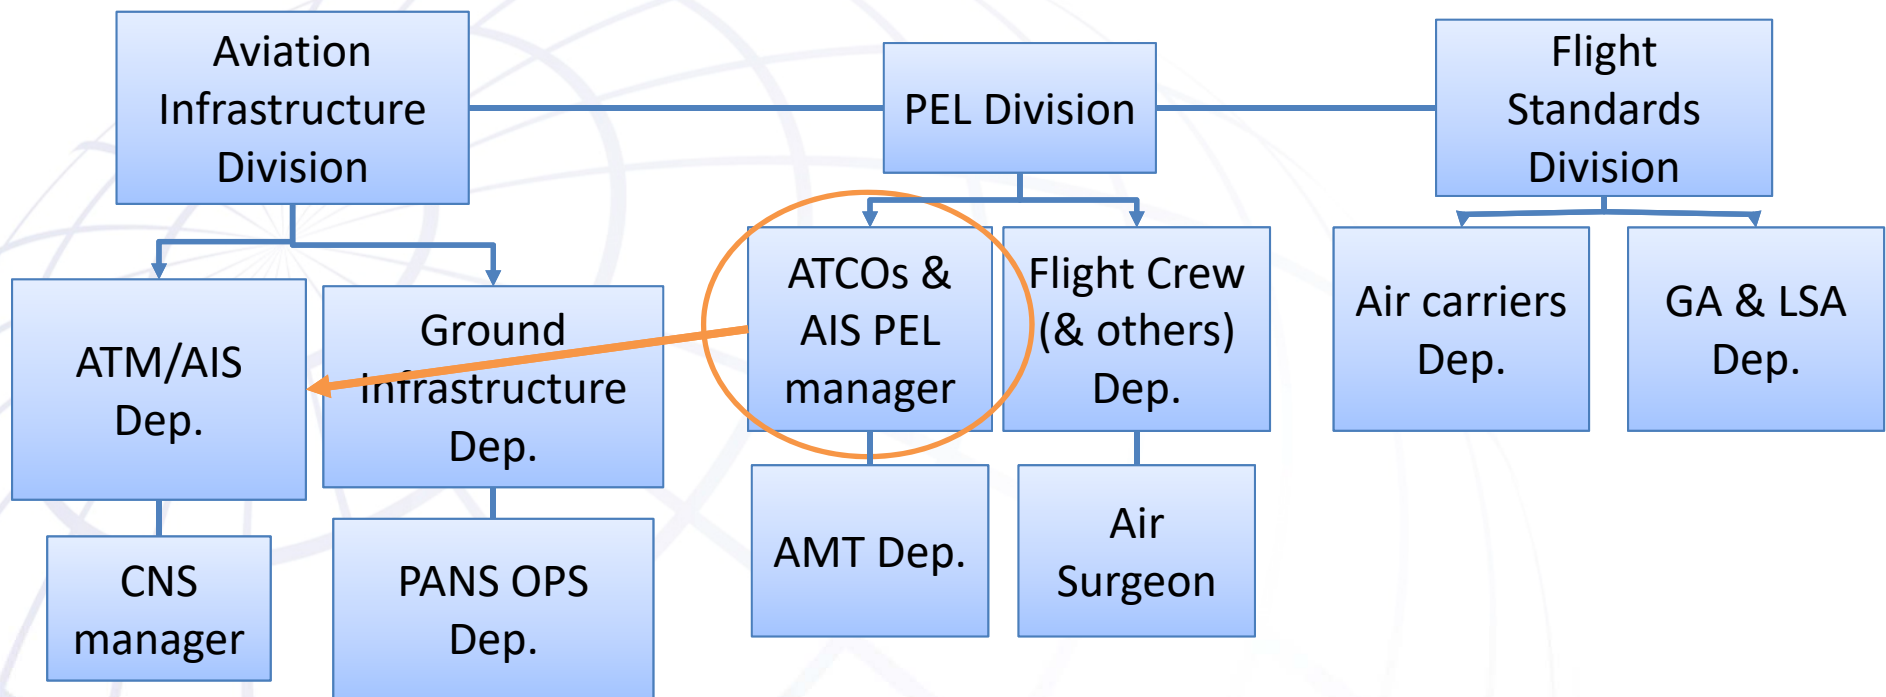 Aviation
Infrastructure
Division
PEL Division
Flight
Standards
Division
ATM/AIS
Dep.
Ground
Infrastructure
Dep.
ATCOs &
AIS PEL
manager
Flight Crew
(& others)
Dep.
Air carriers
Dep.
GA & LSA
Dep.
CNS
manager
PANS OPS
Dep.
AMT Dep.
Air
Surgeon